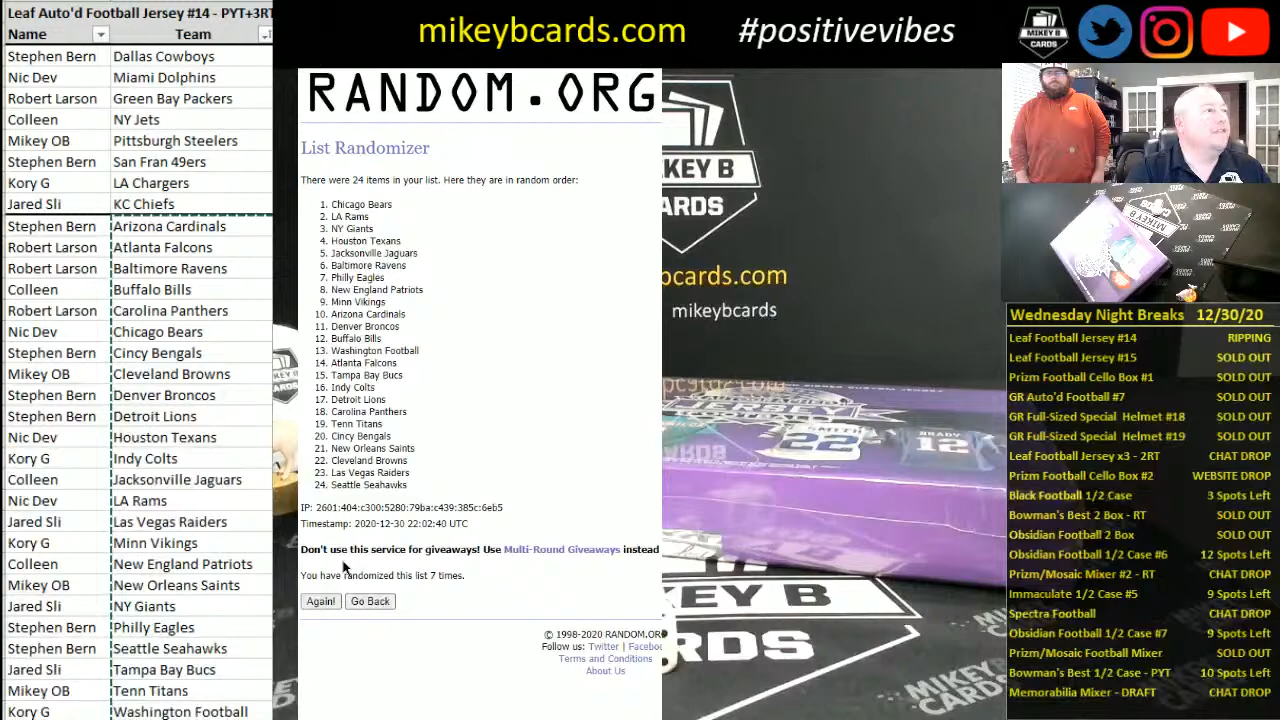 Leaf Auto'd Football Jersey #14 - PYT+3RT
Name Team
Stephen Bern Dallas Cowboys
Nic Dev Miami Dolphins
Robert Larson Green Bay Packers
Colleen NY Jets
Mikey OB Pittsburgh Steelers
Stephen Bern San Fran 49ers
Kory G LA Chargers
Jared Sli KC Chiefs
Stephen Bern Arizona Cardinals
Robert Larson Atlanta Falcons
Robert Larson Baltimore Ravens
Colleen Buffalo Bills
Robert Larson Carolina Panthers
Nic Dev Chicago Bears
Stephen Bern Cincy Bengals
Mikey OB Cleveland Browns
Stephen Bern Denver Broncos
Stephen Bern Detroit Lions
Nic Dev Houston Texans
Kory G Indy Colts
Colleen Jacksonville Jaguars
Nic Dev LA Rams
Jared Sli Las Vegas Raiders
Kory G Minn Vikings
Colleen New England Patriots
Mikey OB New Orleans Saints
Jared Sli NY Giants
Stephen Bern Philly Eagles
Stephen Bern Seattle Seahawks
Jared Sli Tampa Bay Bucs
Mikey OB Tenn Titans
Kory G Washington Football
mikeybcards.com #positivevibes
MIKEY B
CARDS
RANDOM.ORG
List Randomizer
There were 24 items in your list. Here they are in random order:
1. Chicago Bears
2. LA Rams
3. NY Giants
4. Houston Texans
5. Jacksonville Jaguars
6. Baltimore Ravens
7. Philly Eagles
8. New England Patriots
9. Minn Vikings
10. Arizona Cardinals
11. Denver Broncos
12. Buffalo Bills
13. Washington Football
14. Atlanta Falcons
15. Tampa Bay Bucs
16. Indy Colts
17. Detroit Lions
18. Carolina Panthers
19. Tenn Titans
20. Cincy Bengals
21. New Orleans Saints
22. Cleveland Browns
23. Las Vegas Raiders
24. Seattle Seahawks
IP: 2601:404:c300:5280:79ba:c439:385c:6eb5
Timestamp: 2020-12-30 22:02:40 UTC
Don't use this service for giveaways! Use Multi-Round Giveaways instead
You have randomized this list 7 times.
Again! Go Back
© 1998-2020 RANDOM.ORG
Follow us: Twitter | Faceboo
Terms and Conditions
About Us
KEY B
ARDS
bcards.com
mikeybcards
JERSEY
SMITH
22
BRADY
12
EY B
RDS
MIKEY
CARDS
Wednesday Night Breaks 12/30/20
Leaf Football Jersey #14 RIPPING
Leaf Football Jersey #15 SOLD OUT
Prizm Football Cello Box #1 SOLD OUT
GR Auto'd Football #7 SOLD OUT
GR Full-Sized Special Helmet #18 SOLD OUT
GR Full-Sized Special Helmet #19 SOLD OUT
Leaf Football Jersey x3 - 2RT CHAT DROP
Prizm Football Cello Box #2 WEBSITE DROP
Black Football 1/2 Case 3 Spots Left
Bowman's Best 2 Box - RT SOLD OUT
Obsidian Football 2 Box SOLD OUT
Obsidian Football 1/2 Case #6 12 Spots Left
Prizm/Mosaic Mixer #2 - RT CHAT DROP
Immaculate 1/2 Case #5 9 Spots Left
Spectra Football CHAT DROP
Obsidian Football 1/2 Case #7 9 Spots Left
Prizm/Mosaic Football Mixer SOLD OUT
Bowman's Best 1/2 Case - PYT 10 Spots Left
Memorabilia Mixer - DRAFT CHAT DROP